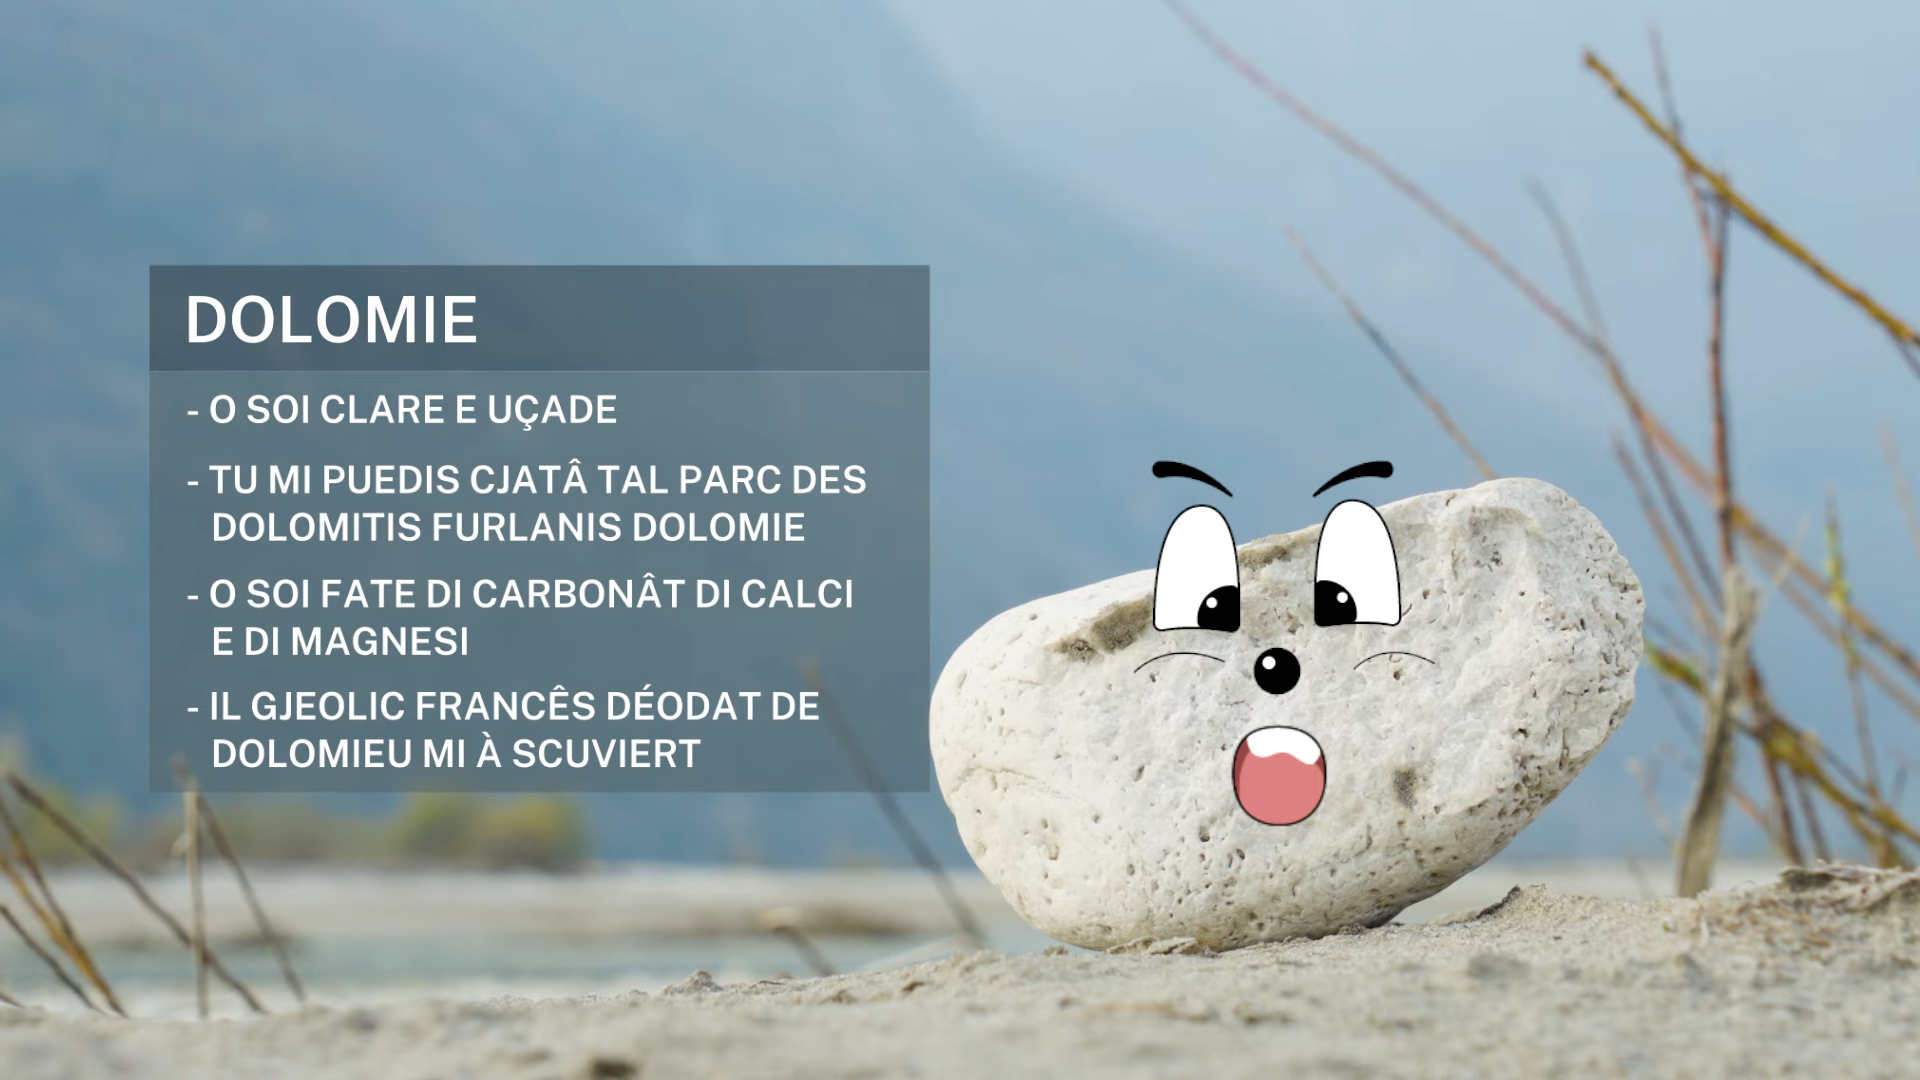 DOLOMIE
- O SOI CLARE E UÇADE
- TU MI PUEDIS CJATÂ TAL PARC DES
DOLOMITIS FURLANIS DOLOMIE
- O SOI FATE DI CARBONÂT DI CALCI
E DI MAGNESI
- IL GJEOLIC FRANCÊS DÉODAT DE
DOLOMIEU MI À SCUVIERT